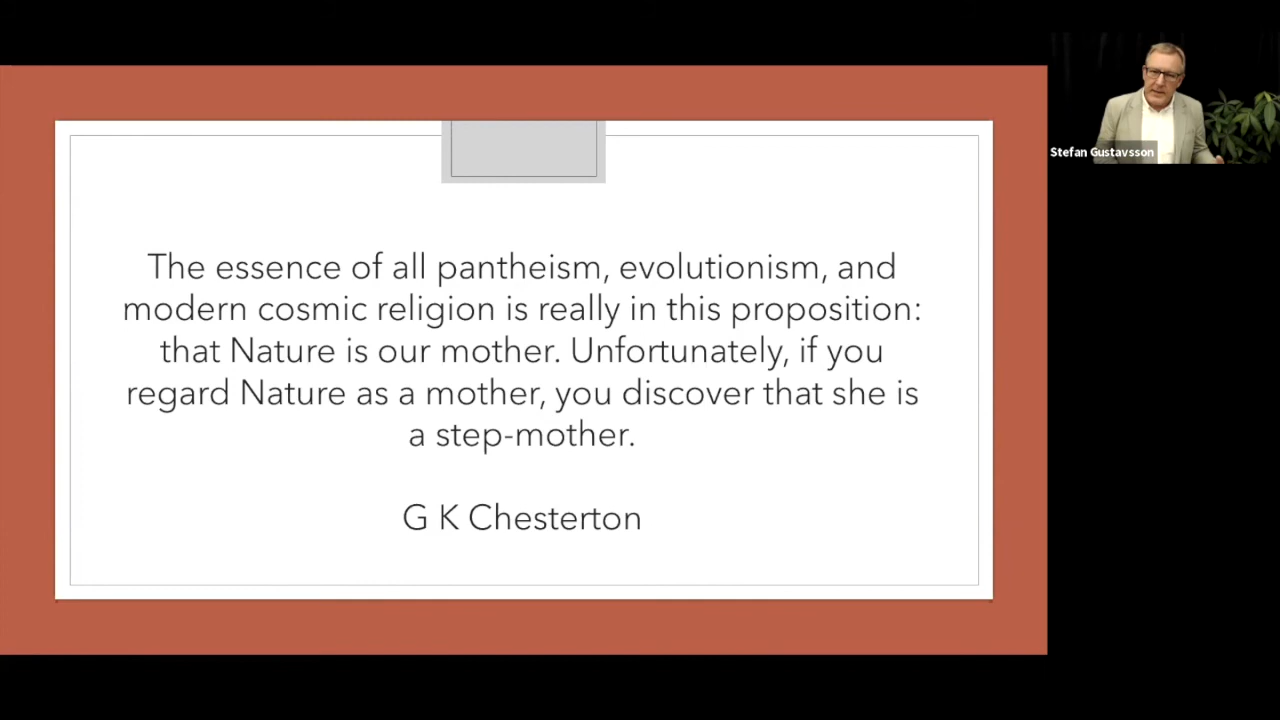 The essence of all pantheism, evolutionism, and
modern cosmic religion is really in this proposition:
that Nature is our mother. Unfortunately, if you
regard Nature as a mother, you discover that she is
a step-mother.
G K Chesterton
Stefan Gustavsson